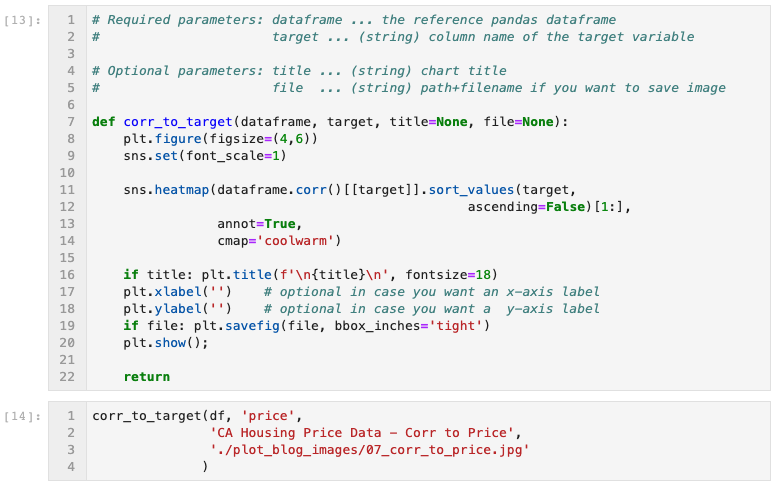 [13]:
1 # Required parameters: dataframe ... the reference pandas dataframe
2 #                      target ... (string) column name of the target variable
3
4 # Optional parameters: title ... (string) chart title
5 #                      file  ... (string) path+filename if you want to save image
6
7 def corr_to_target(dataframe, target, title=None, file=None):
8     plt.figure(figsize=(4,6))
9     sns.set(font_scale=1)
10
11     sns.heatmap(dataframe.corr()[[target]].sort_values(target,
12                                                 ascending=False)[1:],
13                 annot=True,
14                 cmap='coolwarm')
15
16     if title: plt.title(f'\n{title}\n', fontsize=18)
17     plt.xlabel('')    # optional in case you want an x-axis label
18     plt.ylabel('')    # optional in case you want a  y-axis label
19     if file: plt.savefig(file, bbox_inches='tight')
20     plt.show();
21
22     return
[14]:
1 corr_to_target(df, 'price',
2                'CA Housing Price Data - Corr to Price',
3                './plot_blog_images/07_corr_to_price.jpg'
4               )